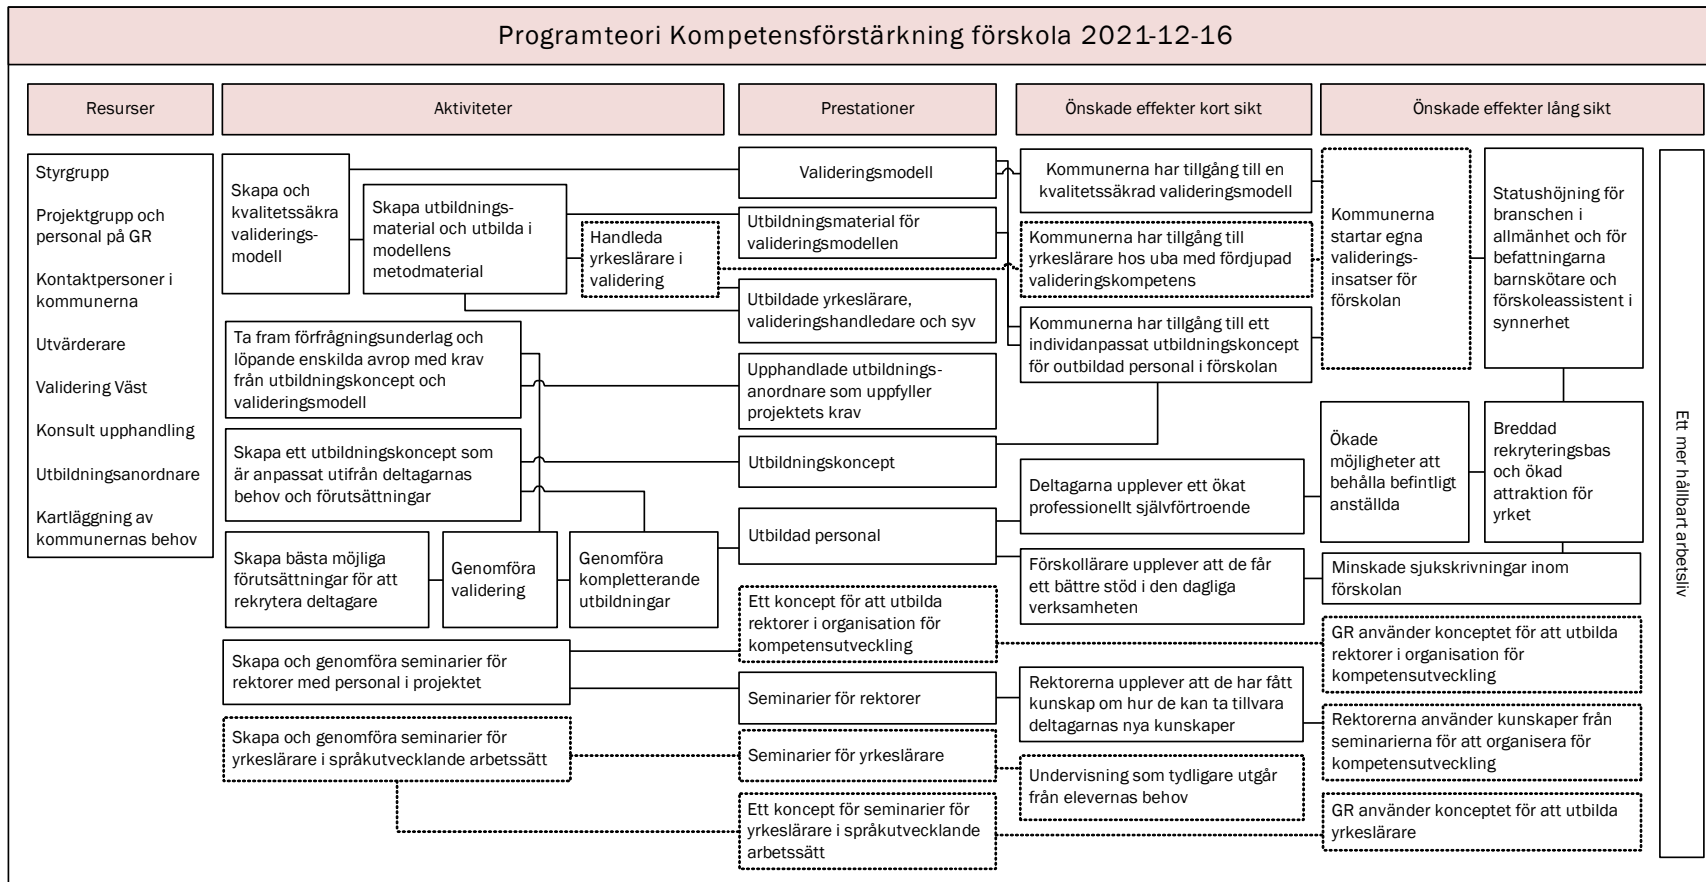 Programteori Kompetensförstärkning förskola 2021-12-16
Resurser
Aktiviteter
Prestationer
Önskade effekter kort sikt
Önskade effekter lång sikt
Styrgrupp
Projektgrupp och
personal på GR
Kontaktpersoner i
kommunerna
Utvärderare
Validering Väst
Konsult upphandling
Utbildningsanordnare
Kartläggning av
kommunernas behov
Skapa och
kvalitetssäkra
validerings-
modell
Skapa utbildnings-
material och utbilda i
modellens
metodmaterial
Handleda
yrkeslärare i
validering
Ta fram förfrågningsunderlag och
löpande enskilda avrop med krav
från utbildningskoncept och
valideringsmodell
Skapa ett utbildningskoncept som
är anpassat utifrån deltagarnas
behov och förutsättningar
Skapa bästa möjliga
förutsättningar för att
rekrytera deltagare
Genomföra
validering
Genomföra
kompletterande
utbildningar
Skapa och genomföra seminarier för
rektorer med personal i projektet
Skapa och genomföra seminarier för
yrkeslärare i språkutvecklande arbetssätt
Valideringsmodell
Utbildningsmaterial för
valideringsmodellen
Utbildade yrkeslärare,
valideringshandledare och syv
Upphandlade utbildnings-
anordnare som uppfyller
projektets krav
Utbildningskoncept
Utbildad personal
Ett koncept för att utbilda
rektorer i organisation för
kompetensutveckling
Seminarier för rektorer
Seminarier för yrkeslärare
Ett koncept för seminarier för
yrkeslärare i språkutvecklande
arbetssätt
Kommunerna har tillgång till en
kvalitetssäkrad valideringsmodell
Kommunerna har tillgång till
yrkeslärare hos uba med fördjupad
valideringskompetens
Kommunerna har tillgång till ett
individanpassat utbildningskoncept
för outbildad personal i förskolan
Deltagarna upplever ett ökat
professionellt självförtroende
Förskollärare upplever att de får
ett bättre stöd i den dagliga
verksamheten
Rektorerna upplever att de har fått
kunskap om hur de kan ta tillvara
deltagarnas nya kunskaper
Undervisning som tydligare utgår
från elevernas behov
Kommunerna
startar egna
validerings-
insatser för
förskolan
Statushöjning för
branschen i
allmänhet och för
befattningarna
barnskötare och
förskoleassistent i
synnerhet
Ökade
möjligheter att
behålla befintligt
anställda
Breddad
rekryteringsbas
och ökad
attraktion för
yrket
Minskade sjukskrivningar inom
förskolan
GR använder konceptet för att utbilda
rektorer i organisation för
kompetensutveckling
Rektorerna använder kunskaper från
seminarierna för att organisera för
kompetensutveckling
GR använder konceptet för att utbilda
yrkeslärare
Ett mer hållbart arbetsliv